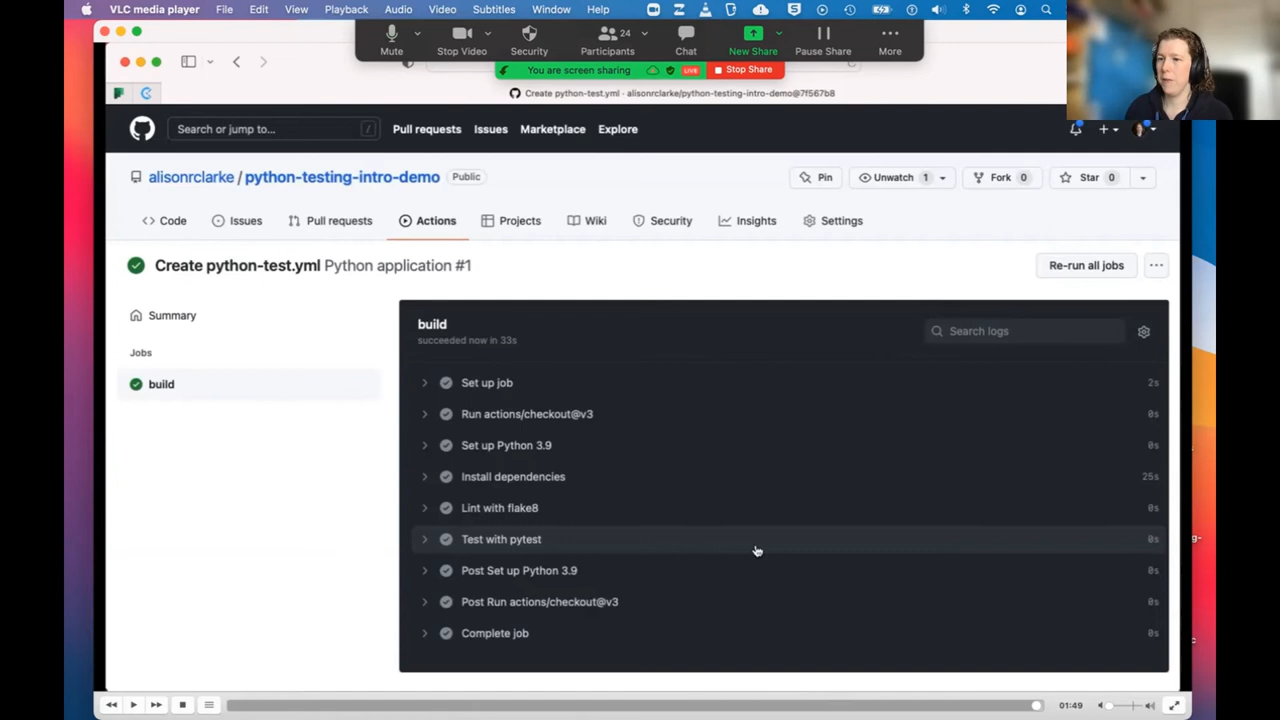 VLC media player File Edit View Playback Audio Video Subtitles Window Help
Mute Stop Video Security 24 Participants Chat New Share Pause Share More
You are screen sharing LIVE Stop Share
Create python-test.yml · alisonrclarke/python-testing-intro-demo@7f567b8
Search or jump to... / Pull requests Issues Marketplace Explore
alisonrclarke / python-testing-intro-demo Public Pin Unwatch 1 Fork 0 Star 0
Code Issues Pull requests Actions Projects Wiki Security Insights Settings
Create python-test.yml Python application #1 Re-run all jobs
Summary
Jobs
build
build
succeeded now in 33s
Search logs
Set up job 2s
Run actions/checkout@v3 0s
Set up Python 3.9 0s
Install dependencies 25s
Lint with flake8 0s
Test with pytest 0s
Post Set up Python 3.9 0s
Post Run actions/checkout@v3 0s
Complete job 0s
01:49